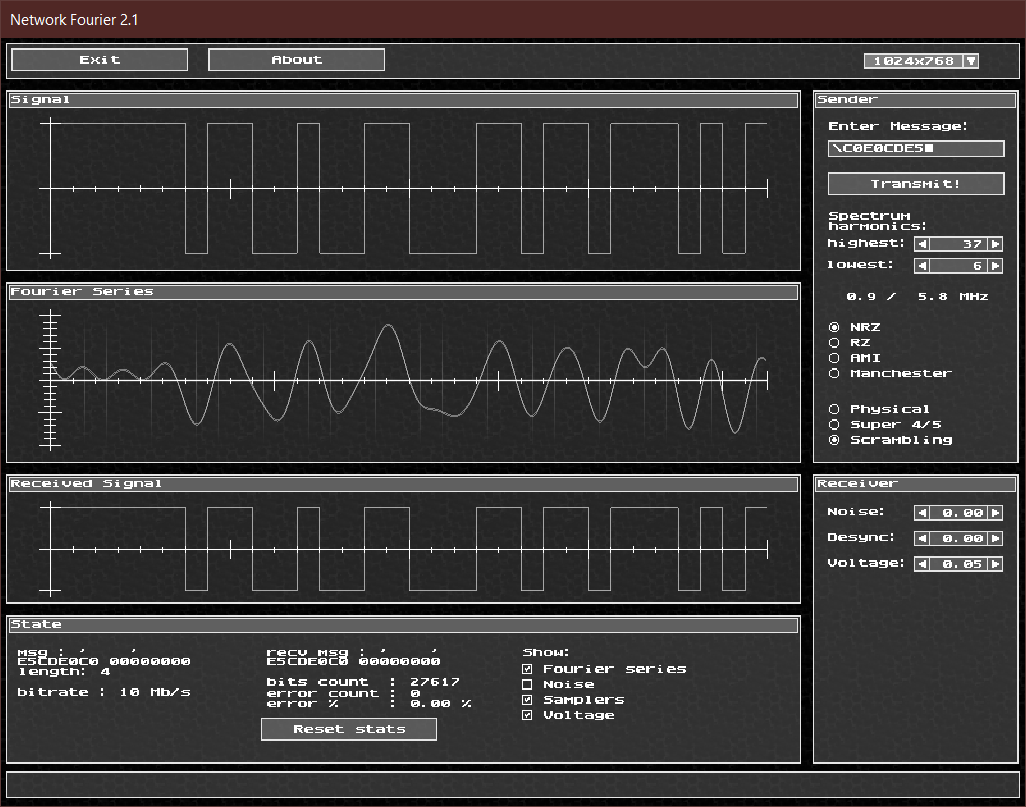 Network Fourier 2.1
Exit
About
1024x768
Signal
Sender
Enter Message:
\C0E0CDE5
Transmit!
Spectrum
harmonics:
highest: 37
lowest: 6
0.9 / 5.8 MHz
NRZ
RZ
AMI
Manchester
Physical
Super 4/5
Scrambling
Fourier Series
Received Signal
Receiver
Noise: 0.00
Desync: 0.00
Voltage: 0.05
State
msg : ' '
E5CDE0C0 00000000
length: 4
bitrate : 10 Mb/s
recv msg : ' '
E5CDE0C0 00000000
bits count : 27617
error count : 0
error % : 0.00 %
Reset stats
Show:
Fourier series
Noise
Samplers
Voltage